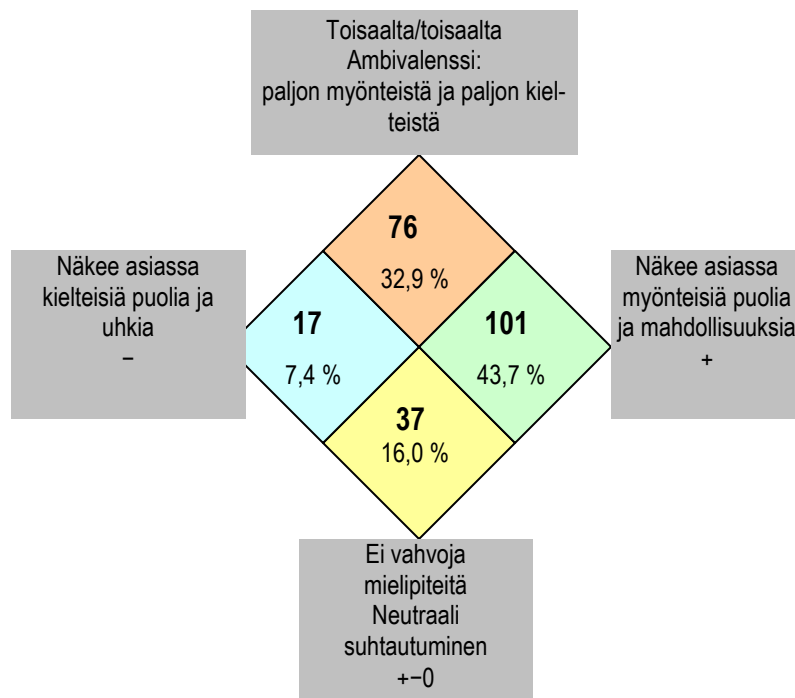 Toisaalta/toisaalta
Ambivalenssi:
paljon myönteistä ja paljon kiel-
teistä
76
32,9 %
Näkee asiassa
kielteisiä puolia ja
uhkia
−
17
7,4 %
101
43,7 %
Näkee asiassa
myönteisiä puolia
ja mahdollisuuksia
+
37
16,0 %
Ei vahvoja
mielipiteitä
Neutraali
suhtautuminen
+−0